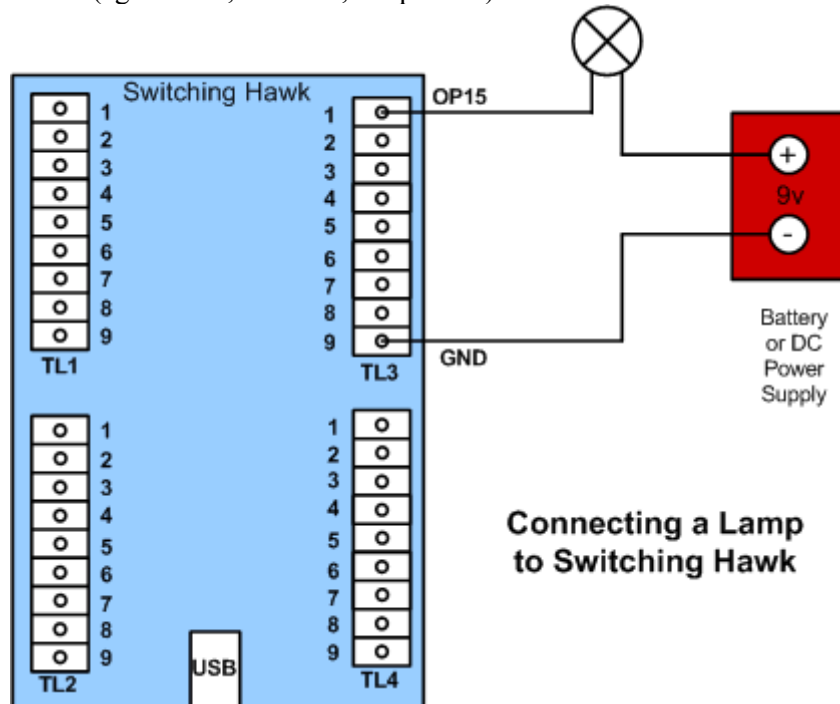 Switching Hawk
1
2
3
4
5
6
7
8
9
TL1
1
2
3
4
5
6
7
8
9
TL3
OP15
GND
+
9v
-
Battery
or DC
Power
Supply
1
2
3
4
5
6
7
8
9
TL2
USB
1
2
3
4
5
6
7
8
9
TL4
Connecting a Lamp
to Switching Hawk